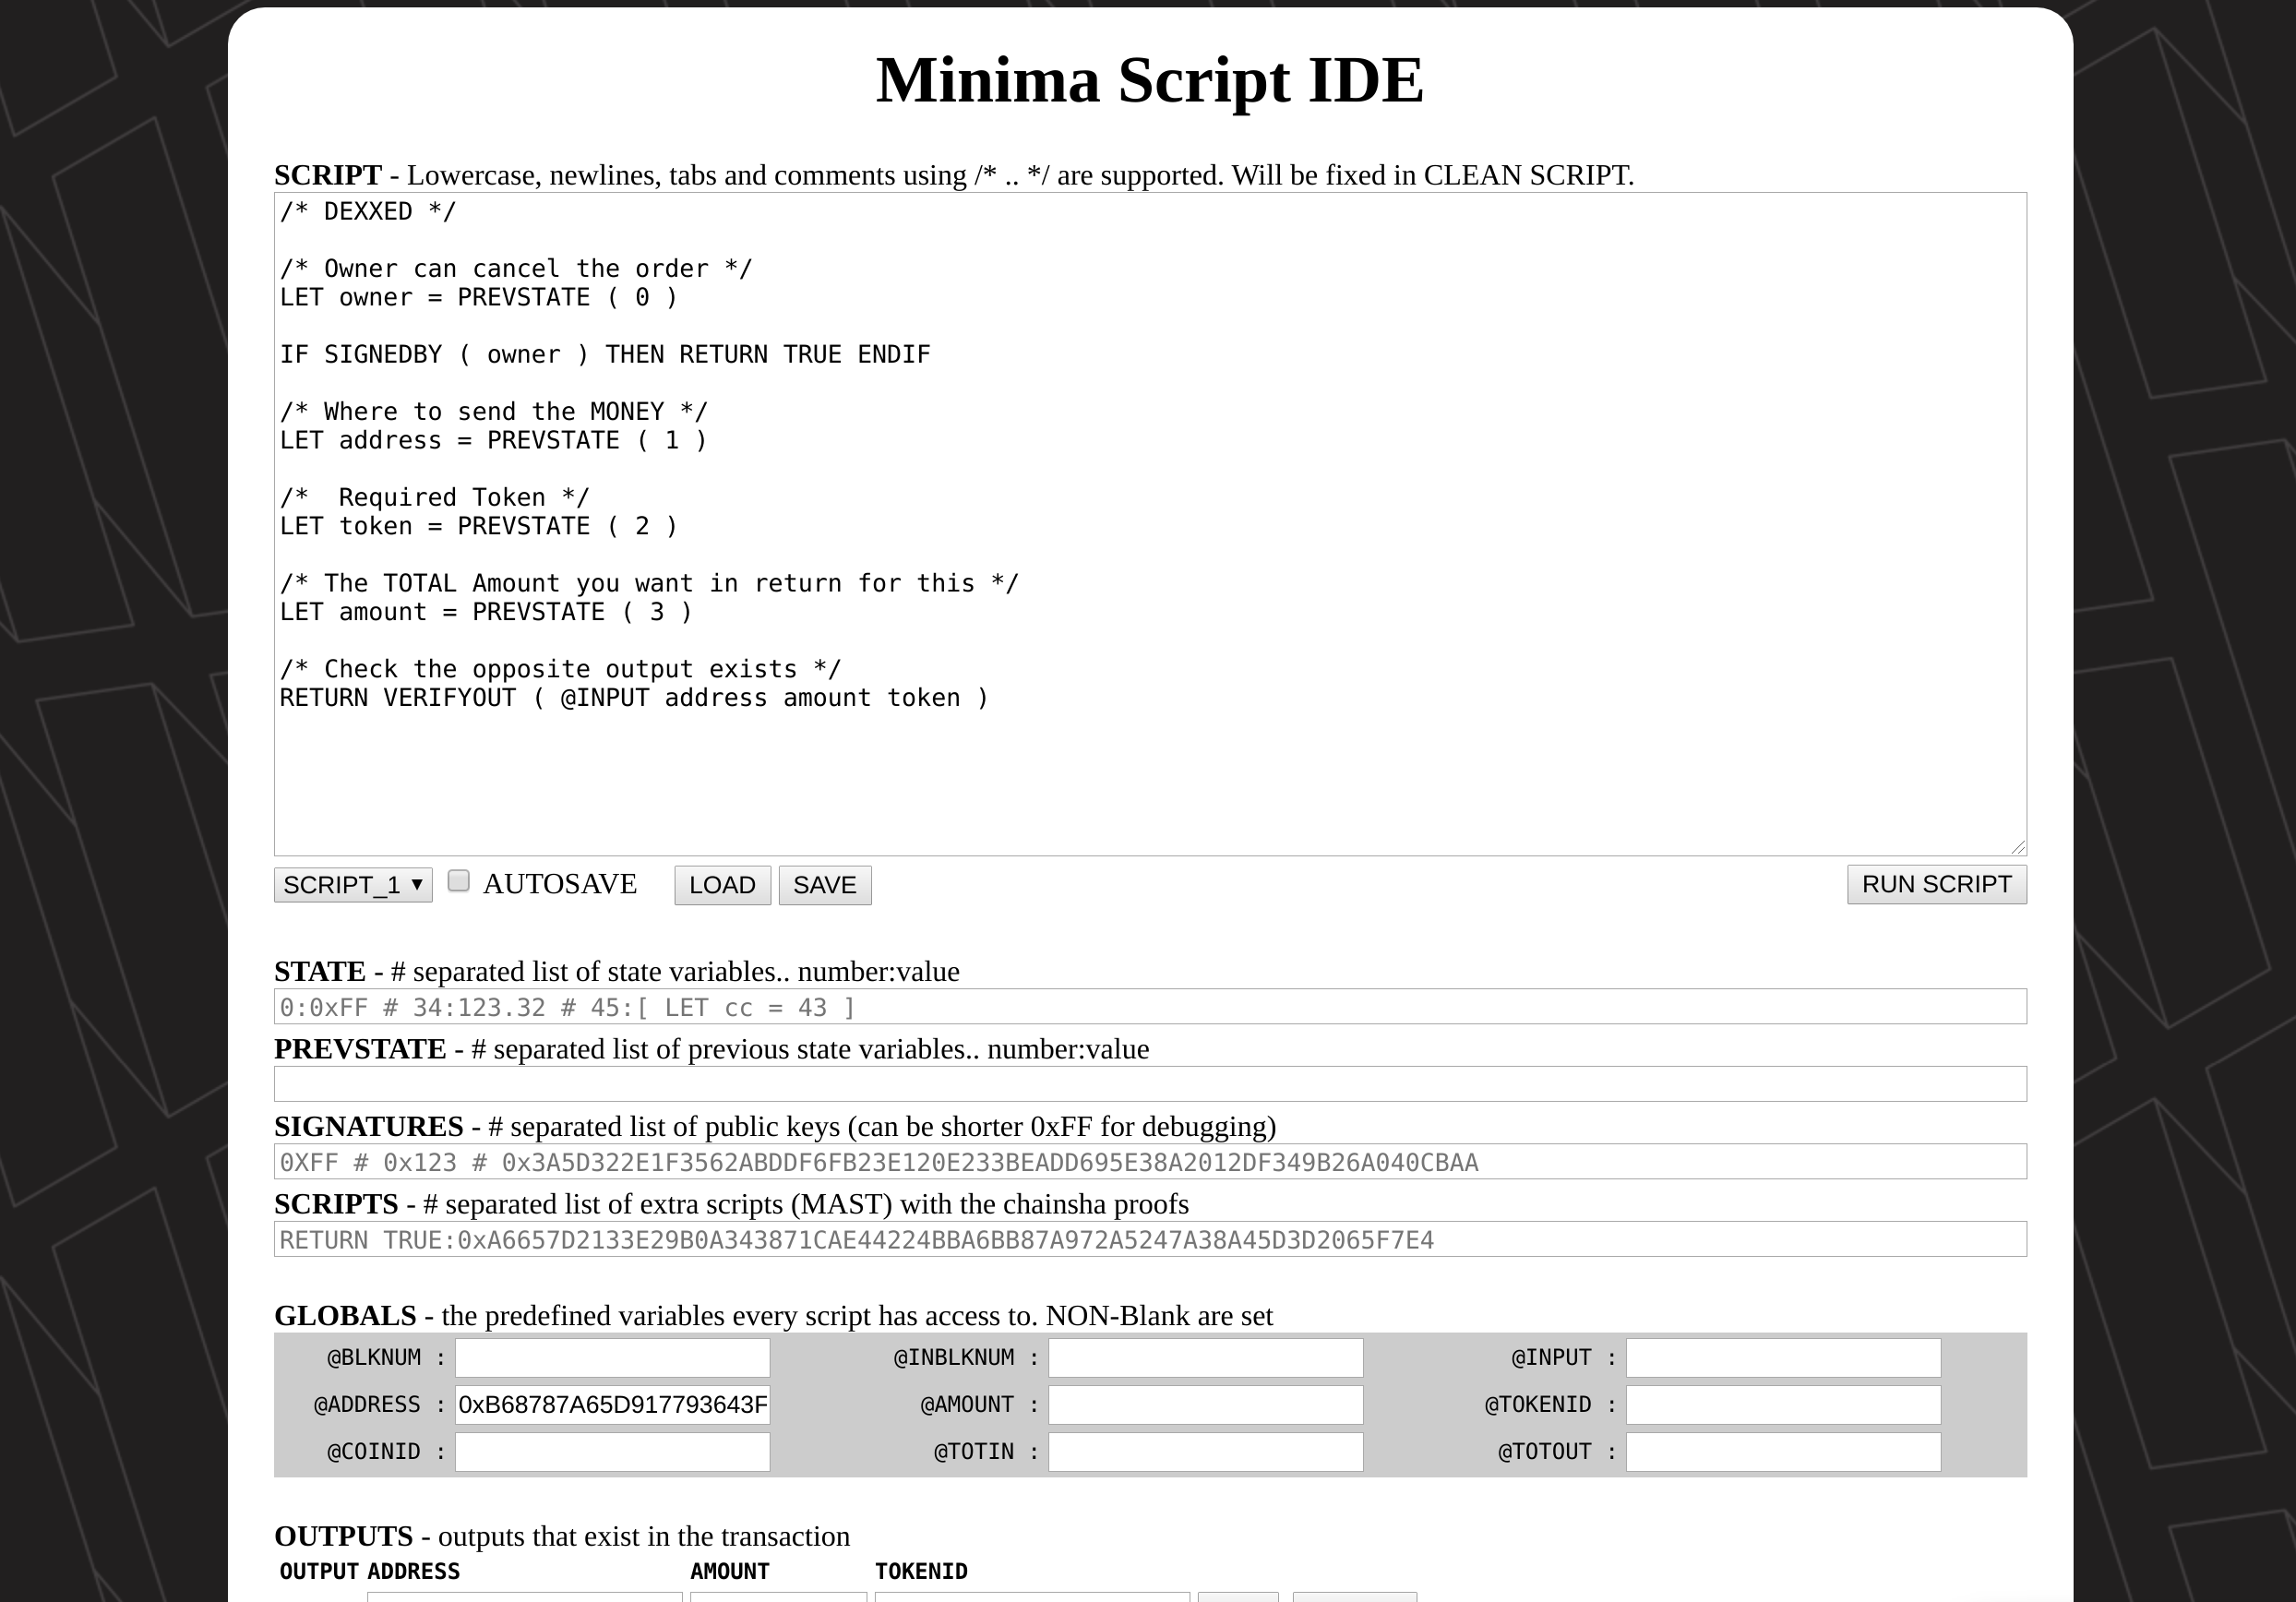 Minima Script IDE
SCRIPT - Lowercase, newlines, tabs and comments using /* .. */ are supported. Will be fixed in CLEAN SCRIPT.
/* DEXXED */
/* Owner can cancel the order */
LET owner = PREVSTATE ( 0 )
IF SIGNEDBY ( owner ) THEN RETURN TRUE ENDIF
/* Where to send the MONEY */
LET address = PREVSTATE ( 1 )
/*  Required Token */
LET token = PREVSTATE ( 2 )
/* The TOTAL Amount you want in return for this */
LET amount = PREVSTATE ( 3 )
/* Check the opposite output exists */
RETURN VERIFYOUT ( @INPUT address amount token )
SCRIPT_1 ▼ AUTOSAVE LOAD SAVE RUN SCRIPT
STATE - # separated list of state variables.. number:value
0:0xFF # 34:123.32 # 45:[ LET cc = 43 ]
PREVSTATE - # separated list of previous state variables.. number:value
SIGNATURES - # separated list of public keys (can be shorter 0xFF for debugging)
0XFF # 0x123 # 0x3A5D322E1F3562ABDDF6FB23E120E233BEADD695E38A2012DF349B26A040CBAA
SCRIPTS - # separated list of extra scripts (MAST) with the chainsha proofs
RETURN TRUE:0xA6657D2133E29B0A343871CAE44224BBA6BB87A972A5247A38A45D3D2065F7E4
GLOBALS - the predefined variables every script has access to. NON-Blank are set
@BLKNUM : @INBLKNUM : @INPUT :
@ADDRESS : 0xB68787A65D917793643F @AMOUNT : @TOKENID :
@COINID : @TOTIN : @TOTOUT :
OUTPUTS - outputs that exist in the transaction
OUTPUT ADDRESS AMOUNT TOKENID